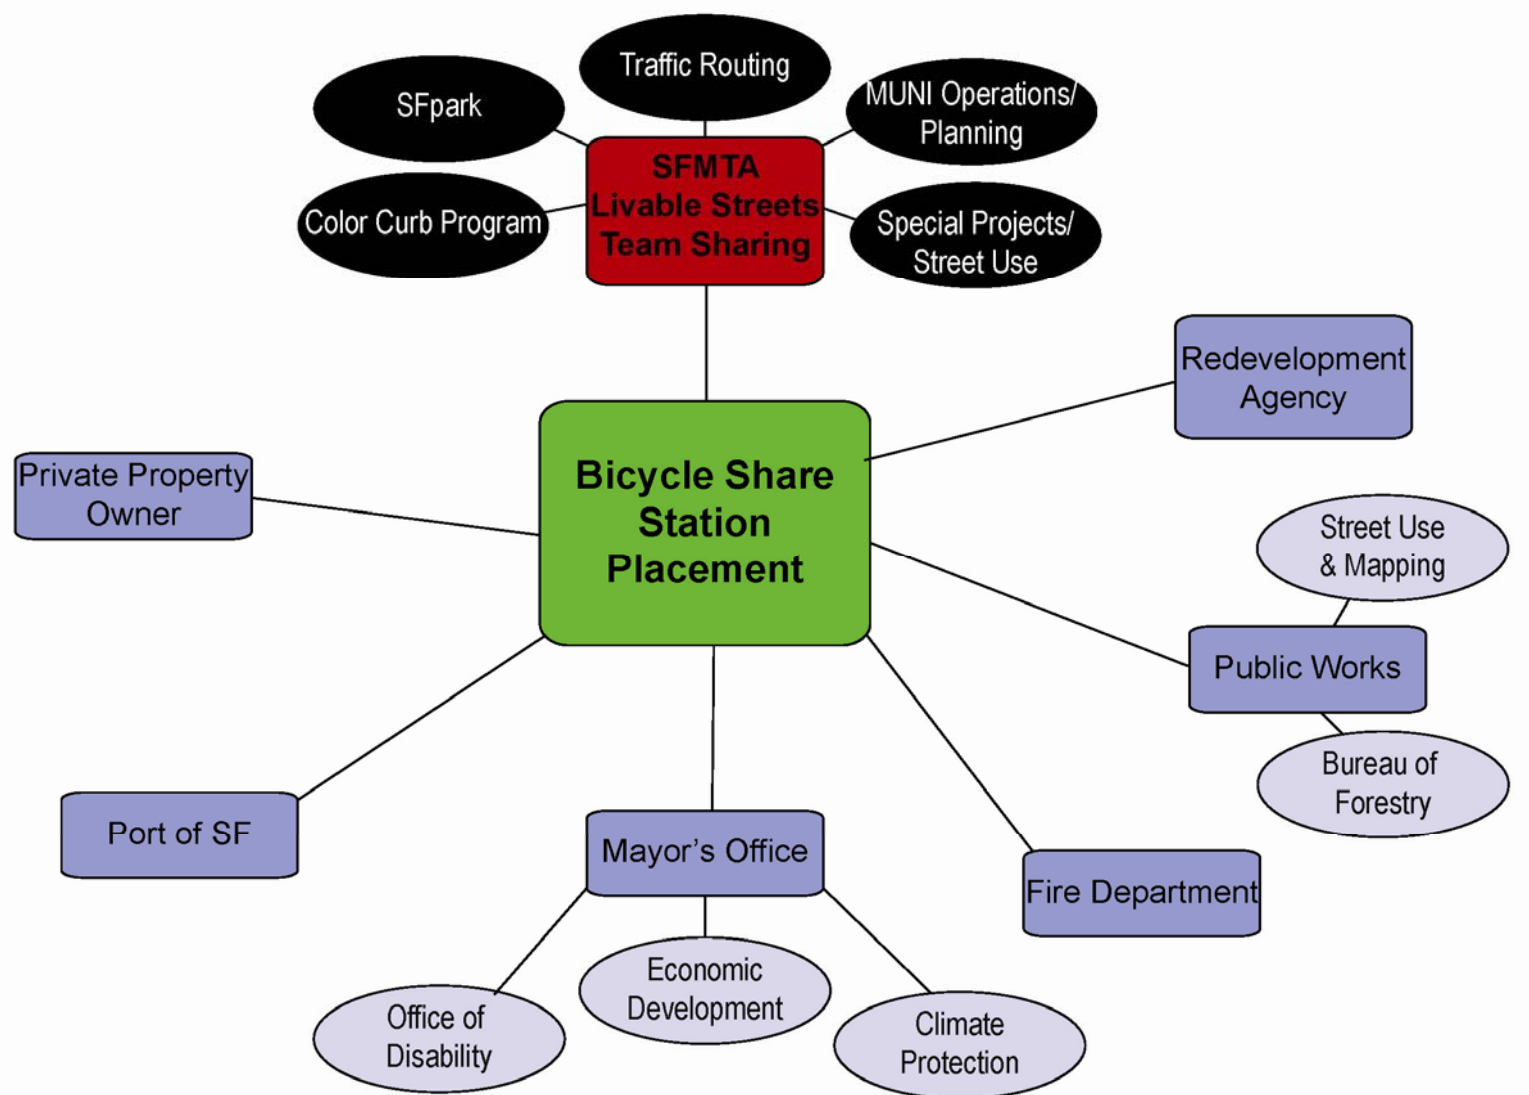 Traffic Routing
SFpark
MUNI Operations/
Planning
SFMTA
Livable Streets
Team Sharing
Color Curb Program
Special Projects/
Street Use
Redevelopment
Agency
Bicycle Share
Station
Placement
Private Property
Owner
Street Use
& Mapping
Public Works
Bureau of
Forestry
Port of SF
Mayor's Office
Fire Department
Economic
Development
Office of
Disability
Climate
Protection